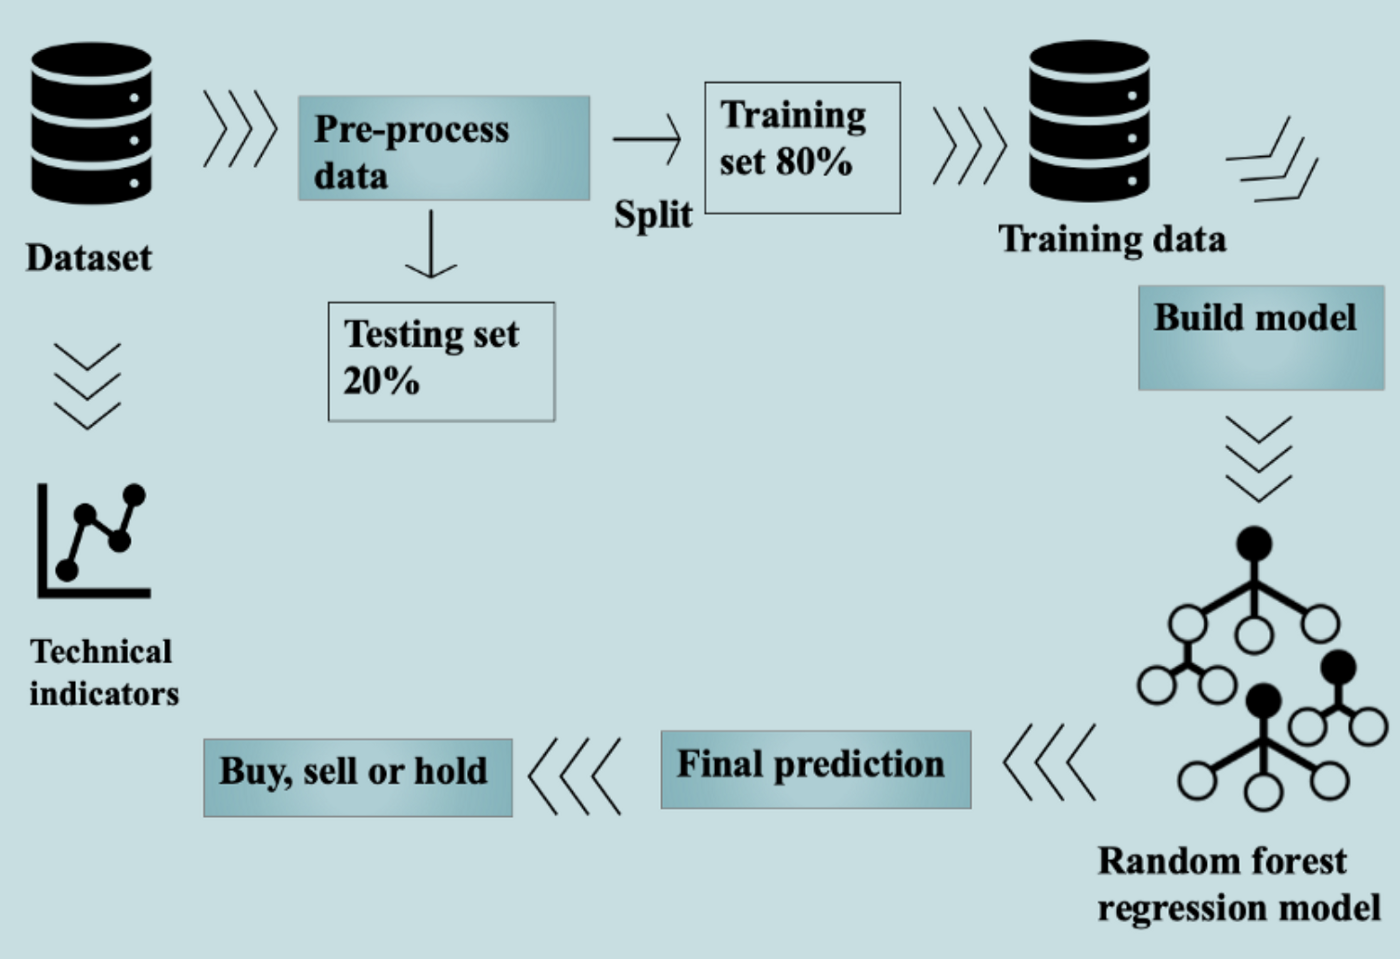 Dataset
Pre-process
data
Split
Training
set 80%
Training data
Testing set
20%
Build model
Technical
indicators
Random forest
regression model
Final prediction
Buy, sell or hold